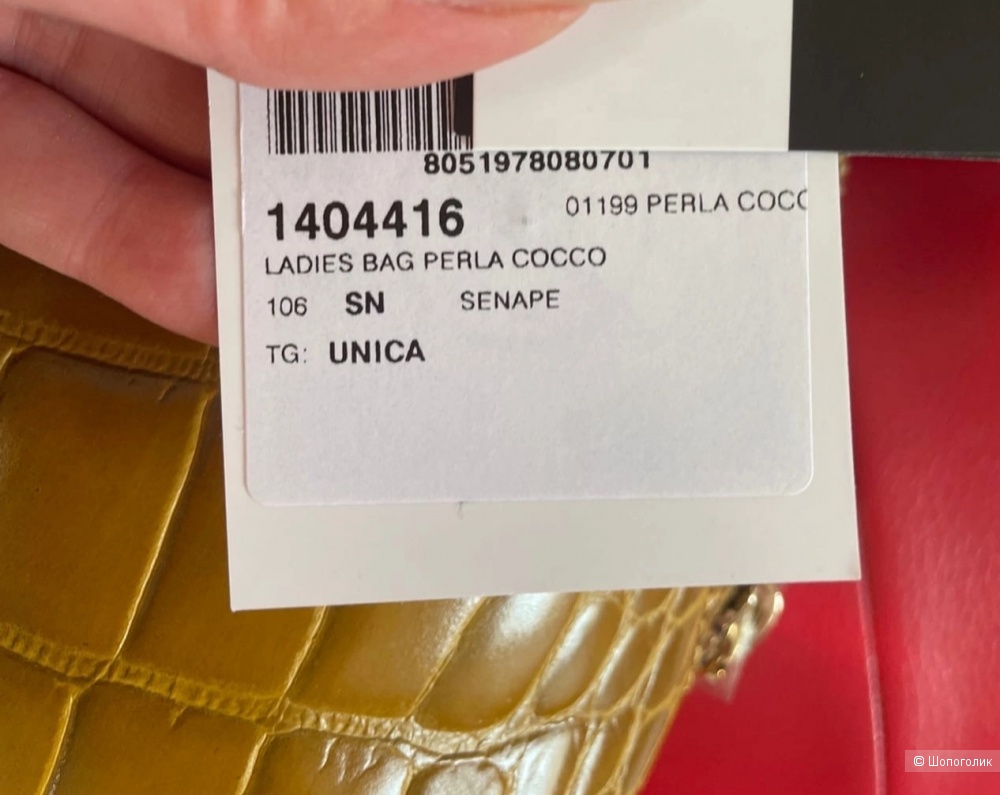 8051978080701
1404416 01199 PERLA COCC
LADIES BAG PERLA COCCO
106 SN SENAPE
TG: UNICA
© Шопоголик